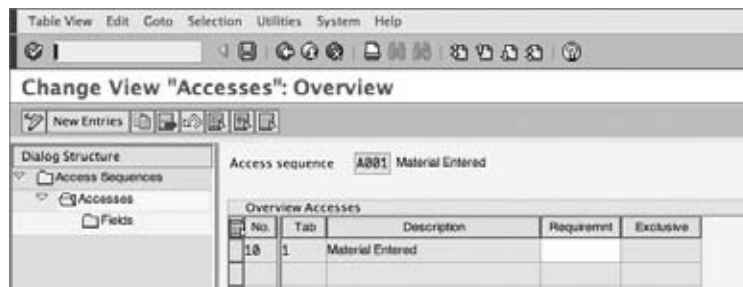 Table View Edit Goto Selection Utilities System Help
Change View "Accesses": Overview
New Entries
Dialog Structure
Access Sequences
Accesses
Fields
Access sequence A001 Material Entered
Overview Accesses
No. Tab Description Requiremnt Exclusive
10 1 Material Entered